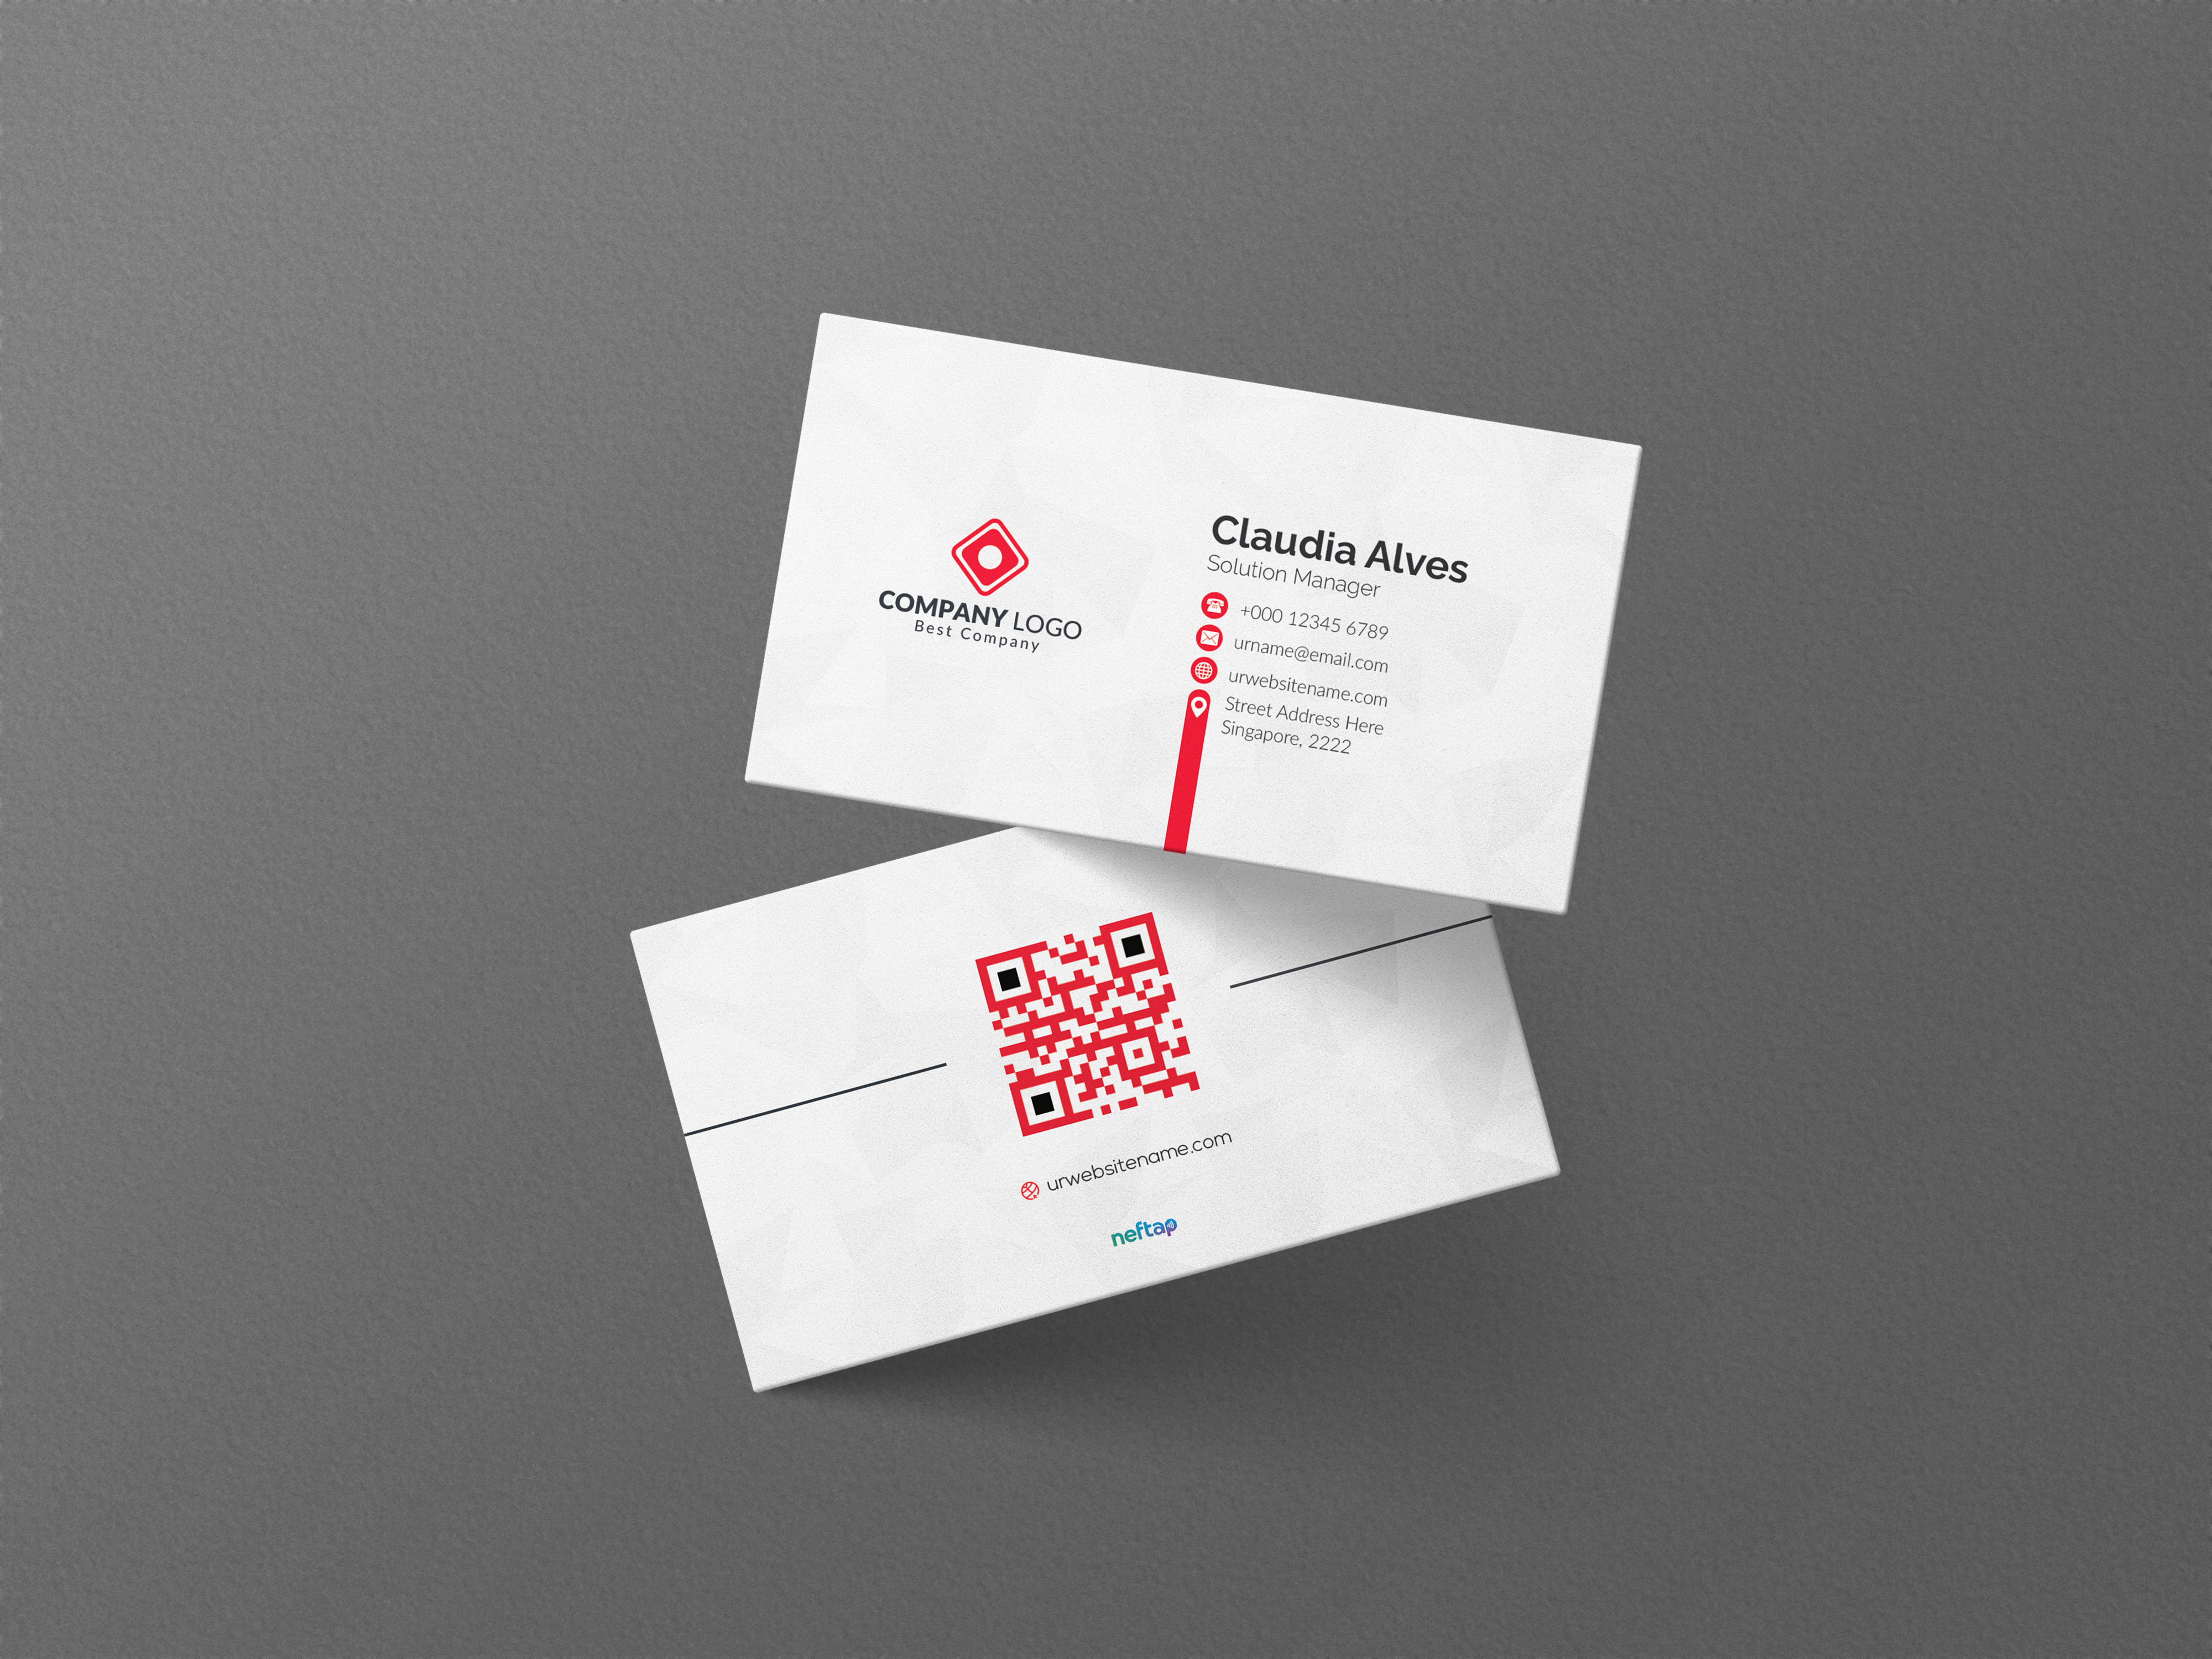 COMPANY LOGO
Best Company
Claudia Alves
Solution Manager
+000 12345 6789
urname@email.com
urwebsitename.com
Street Address Here
Singapore, 2222
urwebsitename.com
neftap